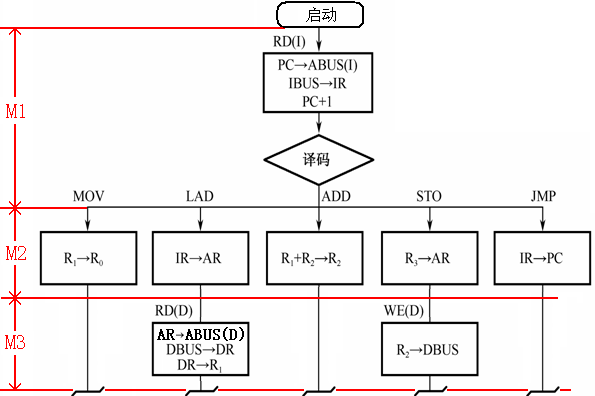 启动
RD(I)
PC→ABUS(I)
IBUS→IR
PC+1
M1
译码
MOV LAD ADD STO JMP
M2
R₁→R₀ IR→AR R₁+R₂→R₂ R₃→AR IR→PC
RD(D) WE(D)
M3
AR→ABUS(D)
DBUS→DR
DR→R₁
R₂→DBUS